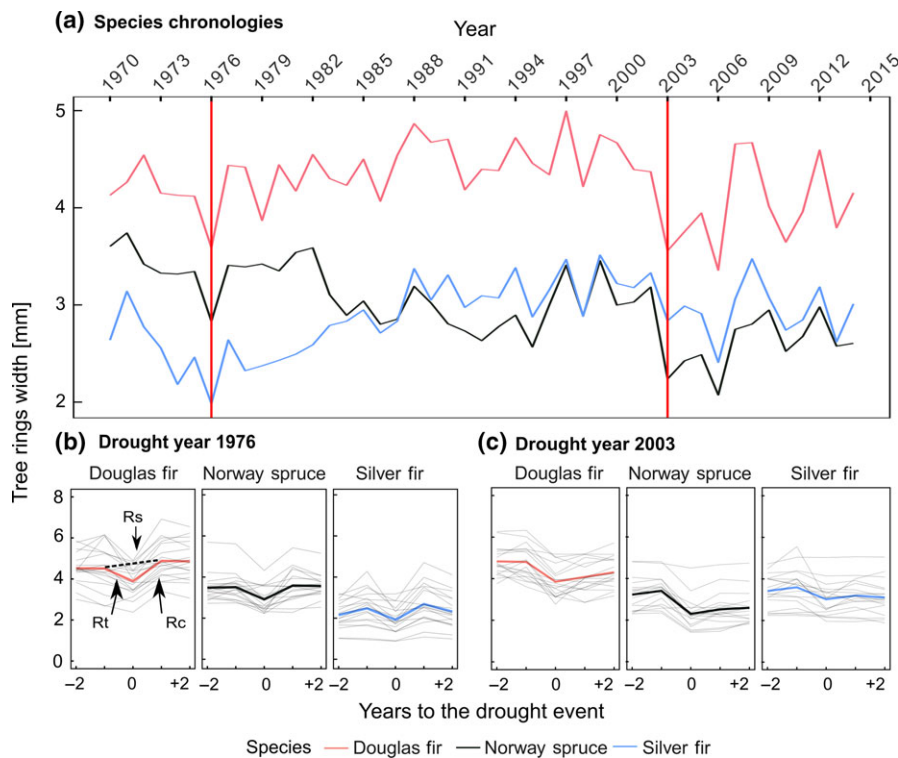 (a) Species chronologies
Year
1970 1973 1976 1979 1982 1985 1988 1991 1994 1997 2000 2003 2006 2009 2012 2015
5
4
3
2
Tree rings width [mm]
(b) Drought year 1976
Douglas fir Norway spruce Silver fir
8
6
4
2
0
Rs
Rt Rc
−2 0 +2 −2 0 +2 −2 0 +2
(c) Drought year 2003
Douglas fir Norway spruce Silver fir
−2 0 +2 −2 0 +2 −2 0 +2
Years to the drought event
Species Douglas fir Norway spruce Silver fir